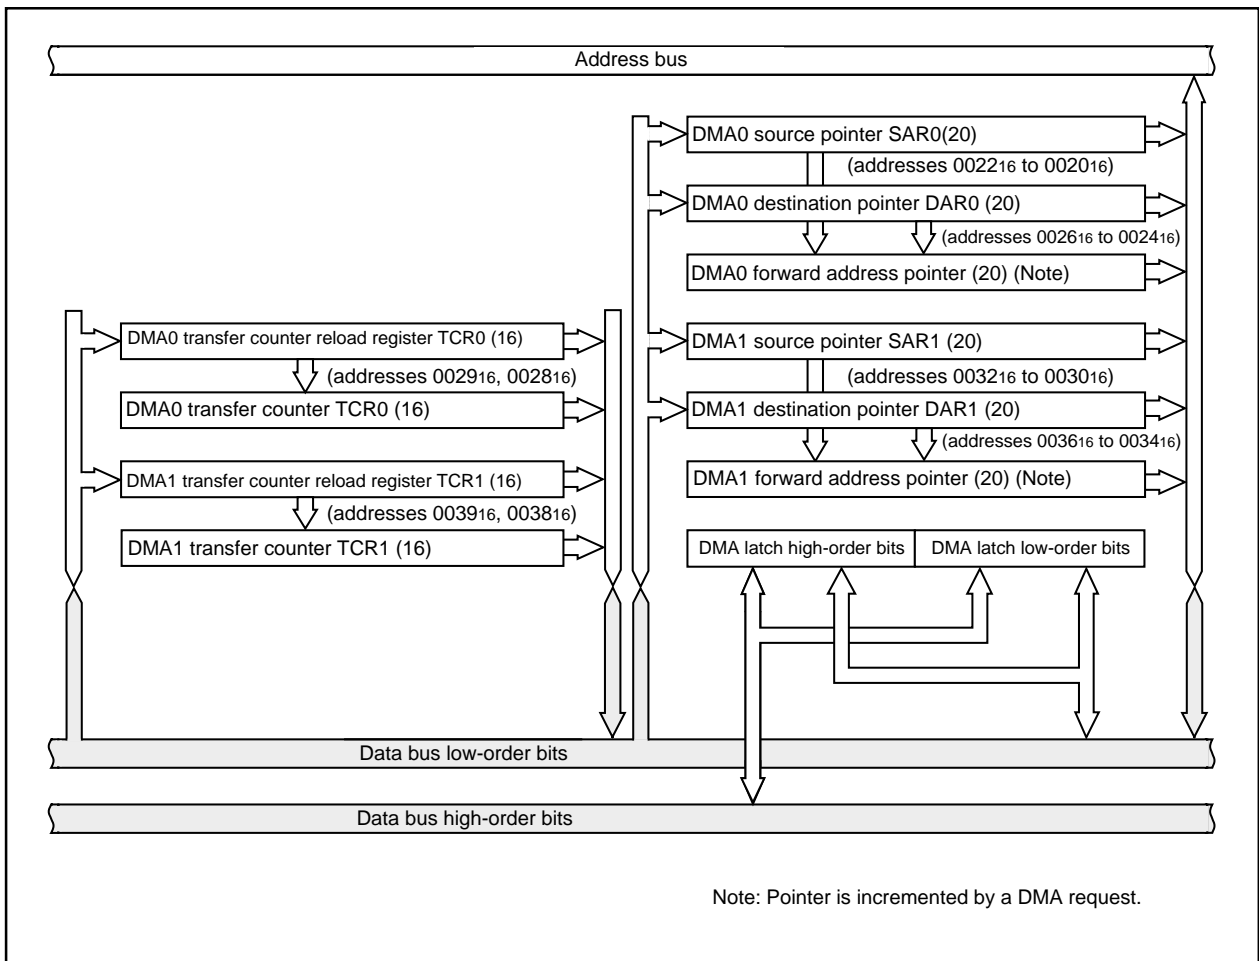 Address bus
DMA0 source pointer SAR0(20)
(addresses 002216 to 002016)
DMA0 destination pointer DAR0 (20)
(addresses 002616 to 002416)
DMA0 forward address pointer (20) (Note)
DMA0 transfer counter reload register TCR0 (16)
(addresses 002916, 002816)
DMA0 transfer counter TCR0 (16)
DMA1 transfer counter reload register TCR1 (16)
(addresses 003916, 003816)
DMA1 transfer counter TCR1 (16)
DMA1 source pointer SAR1 (20)
(addresses 003216 to 003016)
DMA1 destination pointer DAR1 (20)
(addresses 003616 to 003416)
DMA1 forward address pointer (20) (Note)
DMA latch high-order bits
DMA latch low-order bits
Data bus low-order bits
Data bus high-order bits
Note: Pointer is incremented by a DMA request.